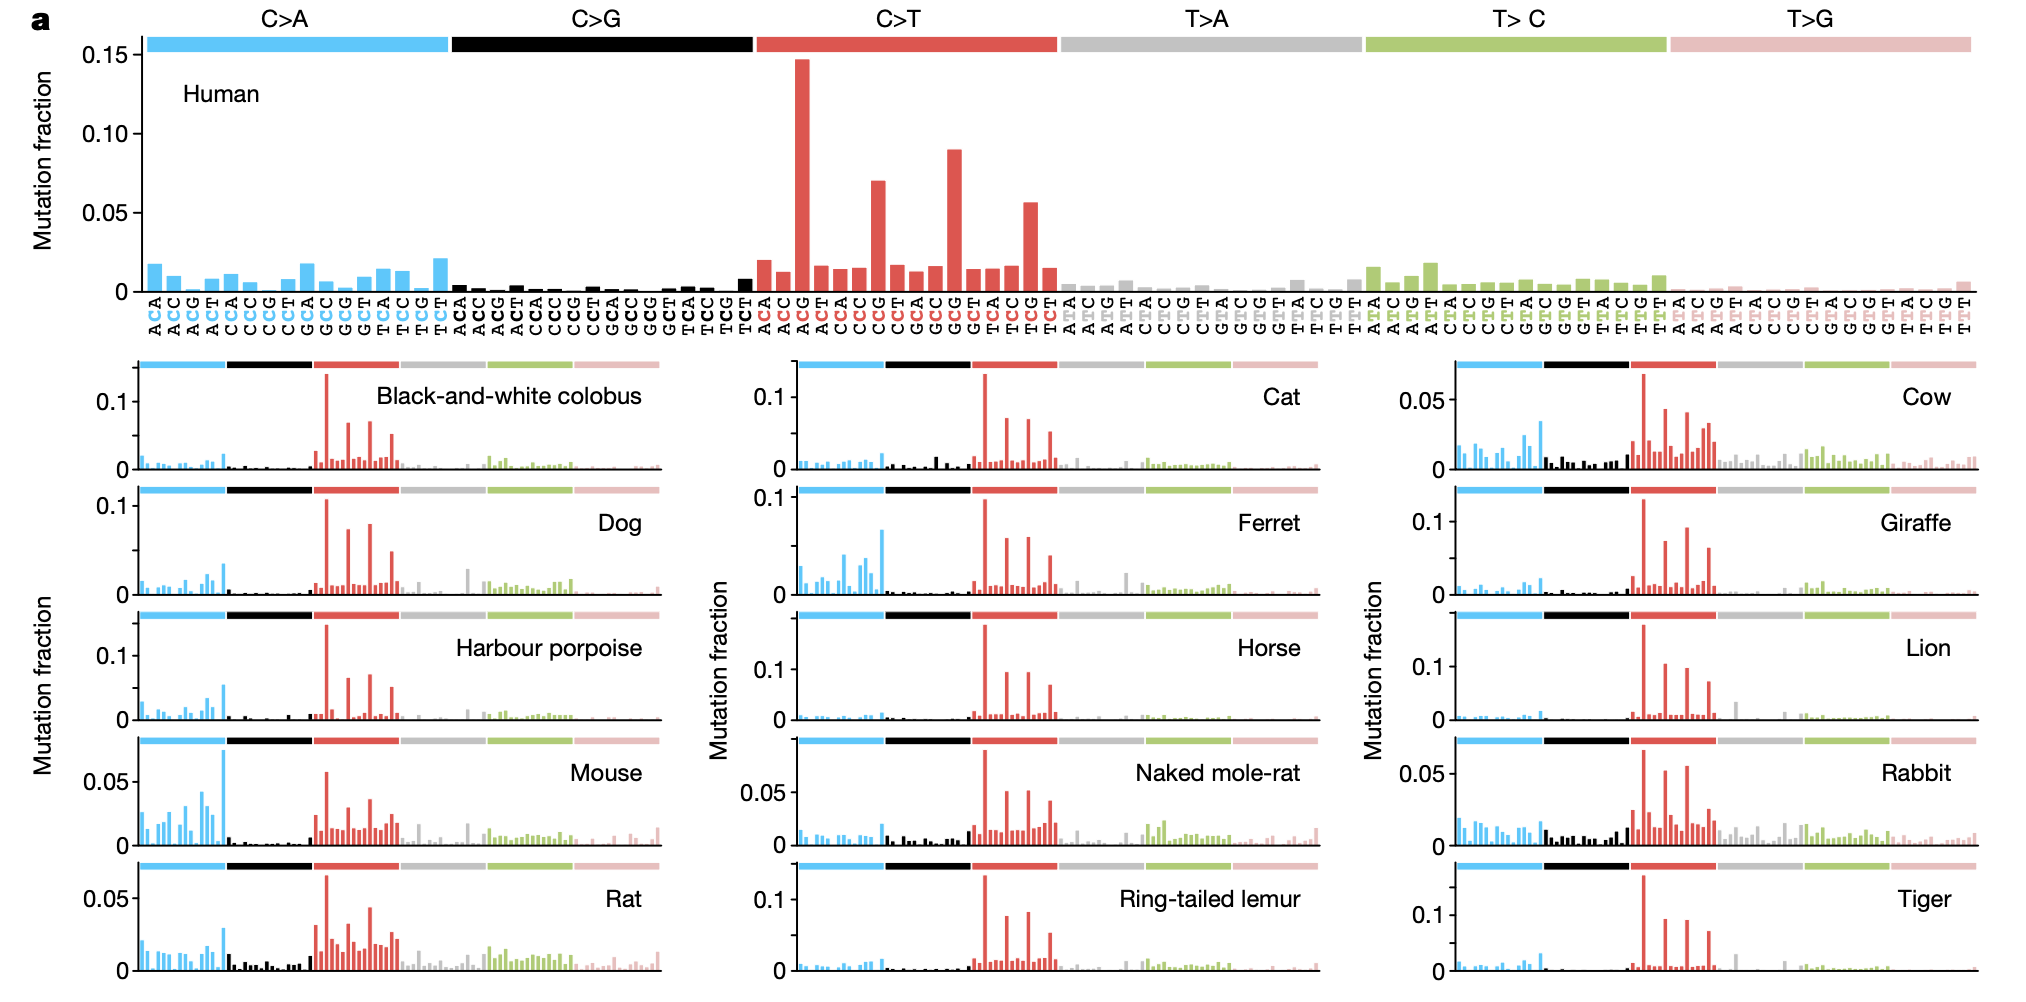 a
C>A C>G C>T T>A T> C T>G
0.15
Human
0.10
0.05
0
Mutation fraction
ACA ACC ACG ACT CCA CCC CCG CCT GCA GCC GCG GCT TCA TCC TCG TCT ACA ACC ACG ACT CCA CCC CCG CCT GCA GCC GCG GCT TCA TCC TCG TCT ACA ACC ACG ACT CCA CCC CCG CCT GCA GCC GCG GCT TCA TCC TCG TCT ATA ATC ATG ATT CTA CTC CTG CTT GTA GTC GTG GTT TTA TTC TTG TTT ATA ATC ATG ATT CTA CTC CTG CTT GTA GTC GTG GTT TTA TTC TTG TTT ATA ATC ATG ATT CTA CTC CTG CTT GTA GTC GTG GTT TTA TTC TTG TTT
Mutation fraction
0.1
Black-and-white colobus
0
0.1
Dog
0
0.1
Harbour porpoise
0
0.05
Mouse
0
0.05
Rat
0
Mutation fraction
0.1
Cat
0
0.1
Ferret
0
0.1
Horse
0
0.05
Naked mole-rat
0
0.1
Ring-tailed lemur
0
Mutation fraction
0.05
Cow
0
0.1
Giraffe
0
0.1
Lion
0
0.05
Rabbit
0
0.1
Tiger
0